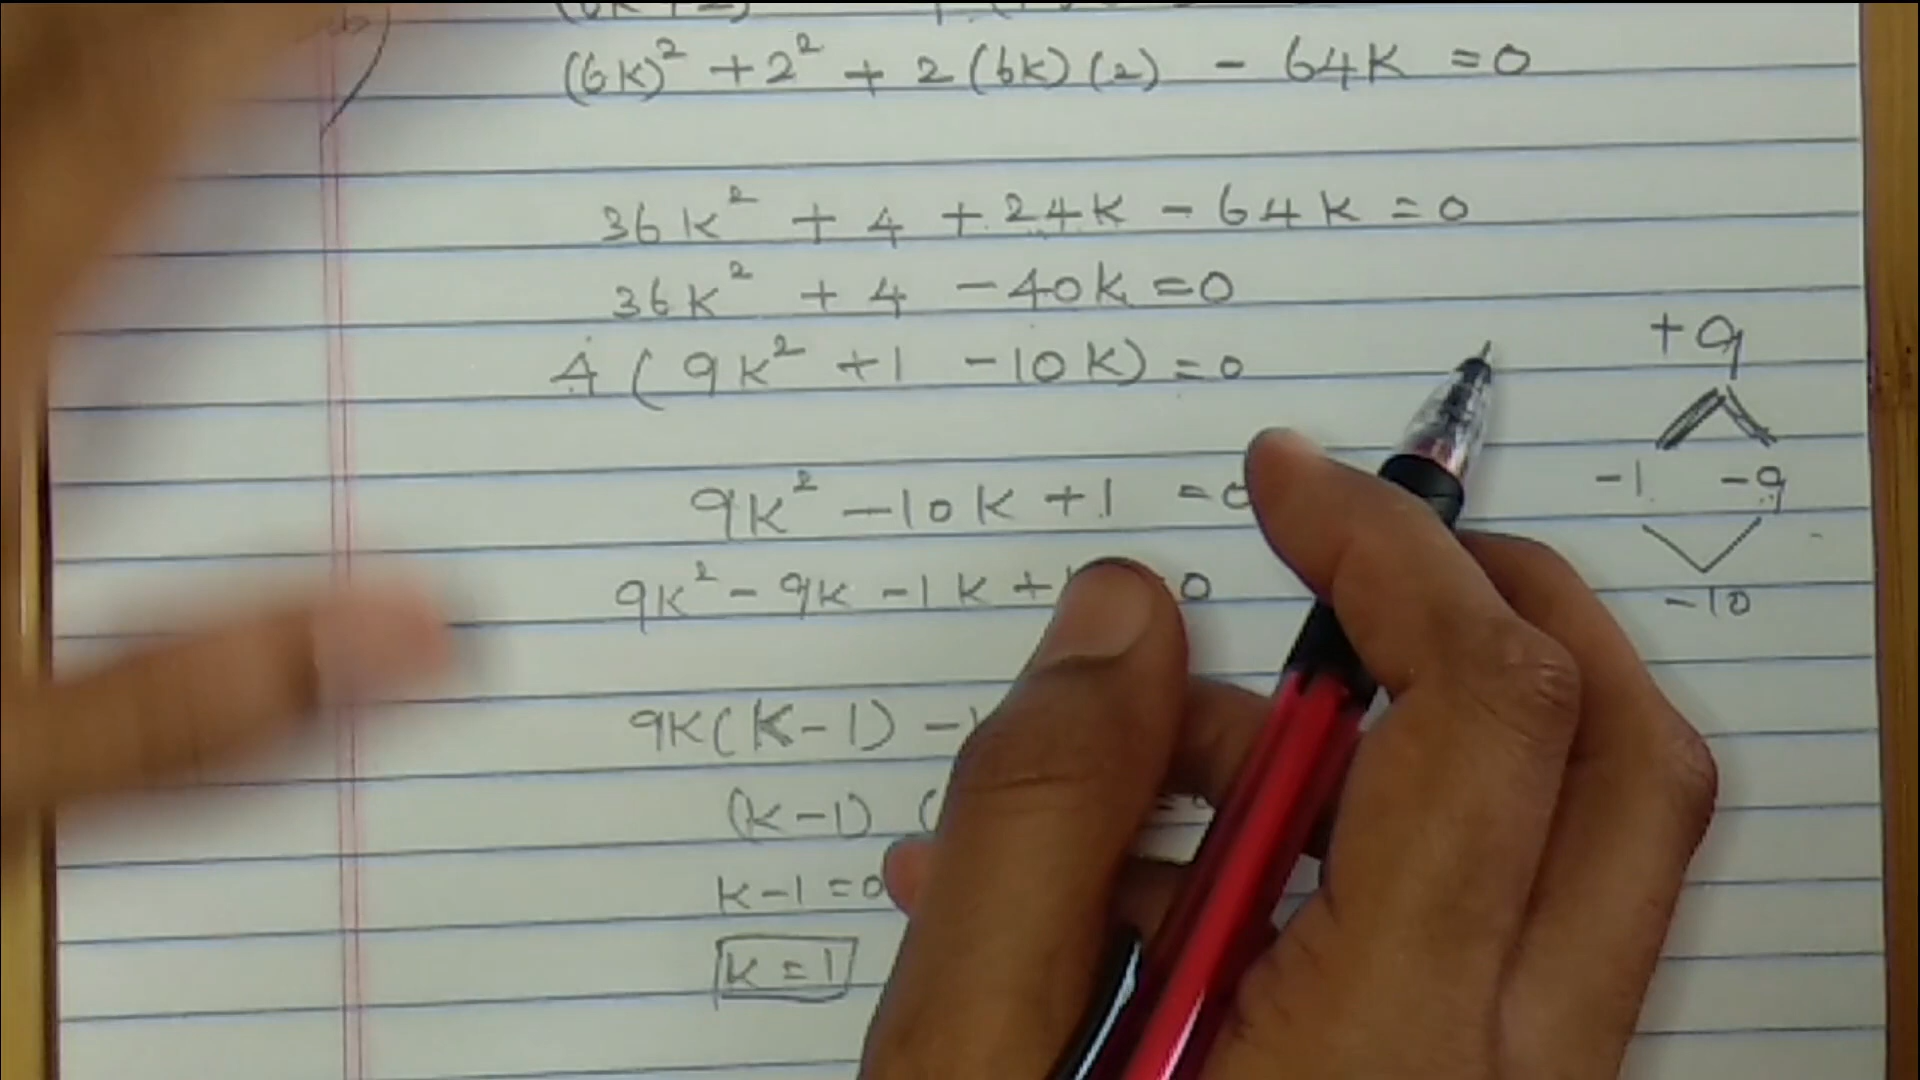 (6k)² + 2² + 2(6k)(2) - 64k = 0
36k² + 4 + 24k - 64k = 0
36k² + 4 - 40k = 0
4(9k² + 1 - 10k) = 0
9k² - 10k + 1 = 0
9k² - 9k - 1k + 0
9k(k-1) -
(k-1) (
k-1 = 0
k = 1
+9
-1 -9
-10